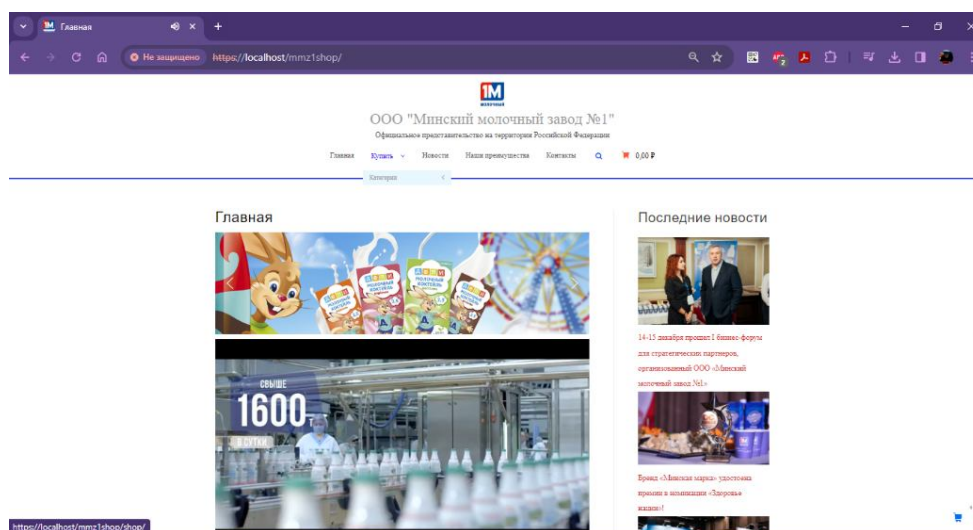 Главная
Не защищено
https://localhost/mmz1shop/
1М
МОЛОЧНЫЙ
ООО "Минский молочный завод №1"
Официальное представительство на территории Российской Федерации
Главная Купить Новости Наши преимущества Контакты 0,00 ₽
Категории
Главная
СВЫШЕ
1600 т
В СУТКИ
Последние новости
14-15 декабря прошел I бизнес-форум
для стратегических партнеров,
организованный ООО «Минский
молочный завод №1»
Бренд «Минская марка» удостоена
премии в номинации «Здоровье
нации»!
https://localhost/mmz1shop/shop/